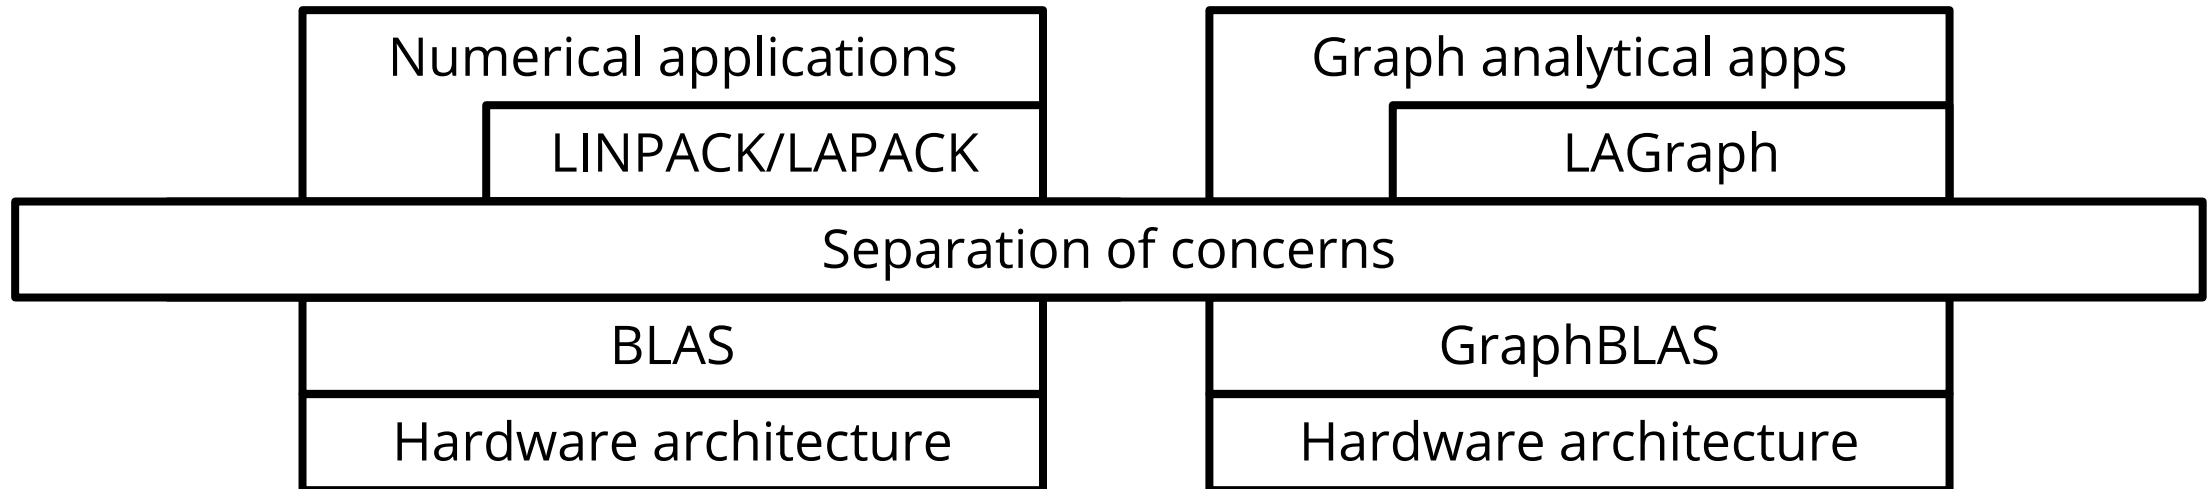 Numerical applications
LINPACK/LAPACK
Graph analytical apps
LAGraph
Separation of concerns
BLAS
Hardware architecture
GraphBLAS
Hardware architecture